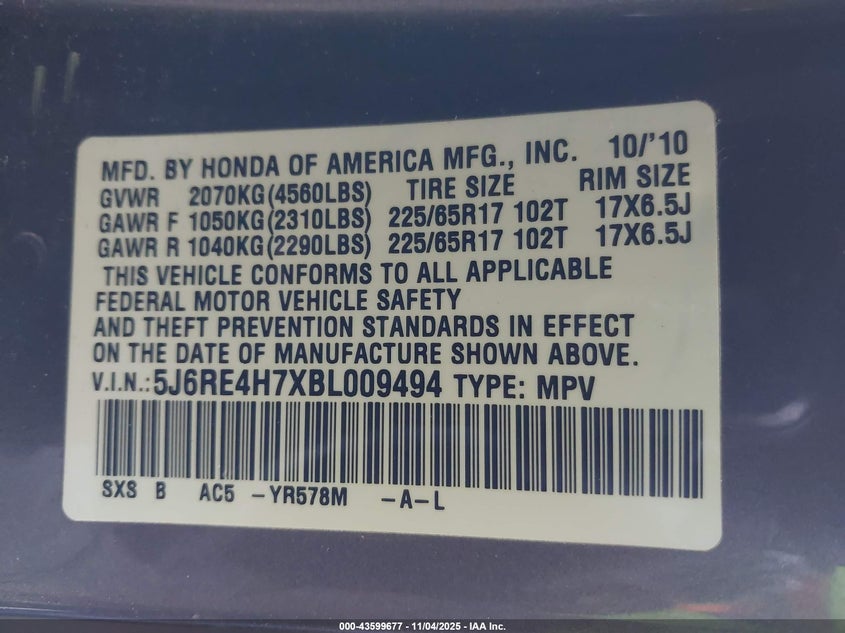 MFD. BY HONDA OF AMERICA MFG., INC. 10/'10
GVWR 2070KG(4560LBS) TIRE SIZE RIM SIZE
GAWR F 1050KG(2310LBS) 225/65R17 102T 17X6.5J
GAWR R 1040KG(2290LBS) 225/65R17 102T 17X6.5J
THIS VEHICLE CONFORMS TO ALL APPLICABLE
FEDERAL MOTOR VEHICLE SAFETY
AND THEFT PREVENTION STANDARDS IN EFFECT
ON THE DATE OF MANUFACTURE SHOWN ABOVE.
V.I.N.:5J6RE4H7XBL009494 TYPE: MPV
SXS B AC5 -YR578M -A-L
000-43599677 - 11/04/2025 - IAA Inc.